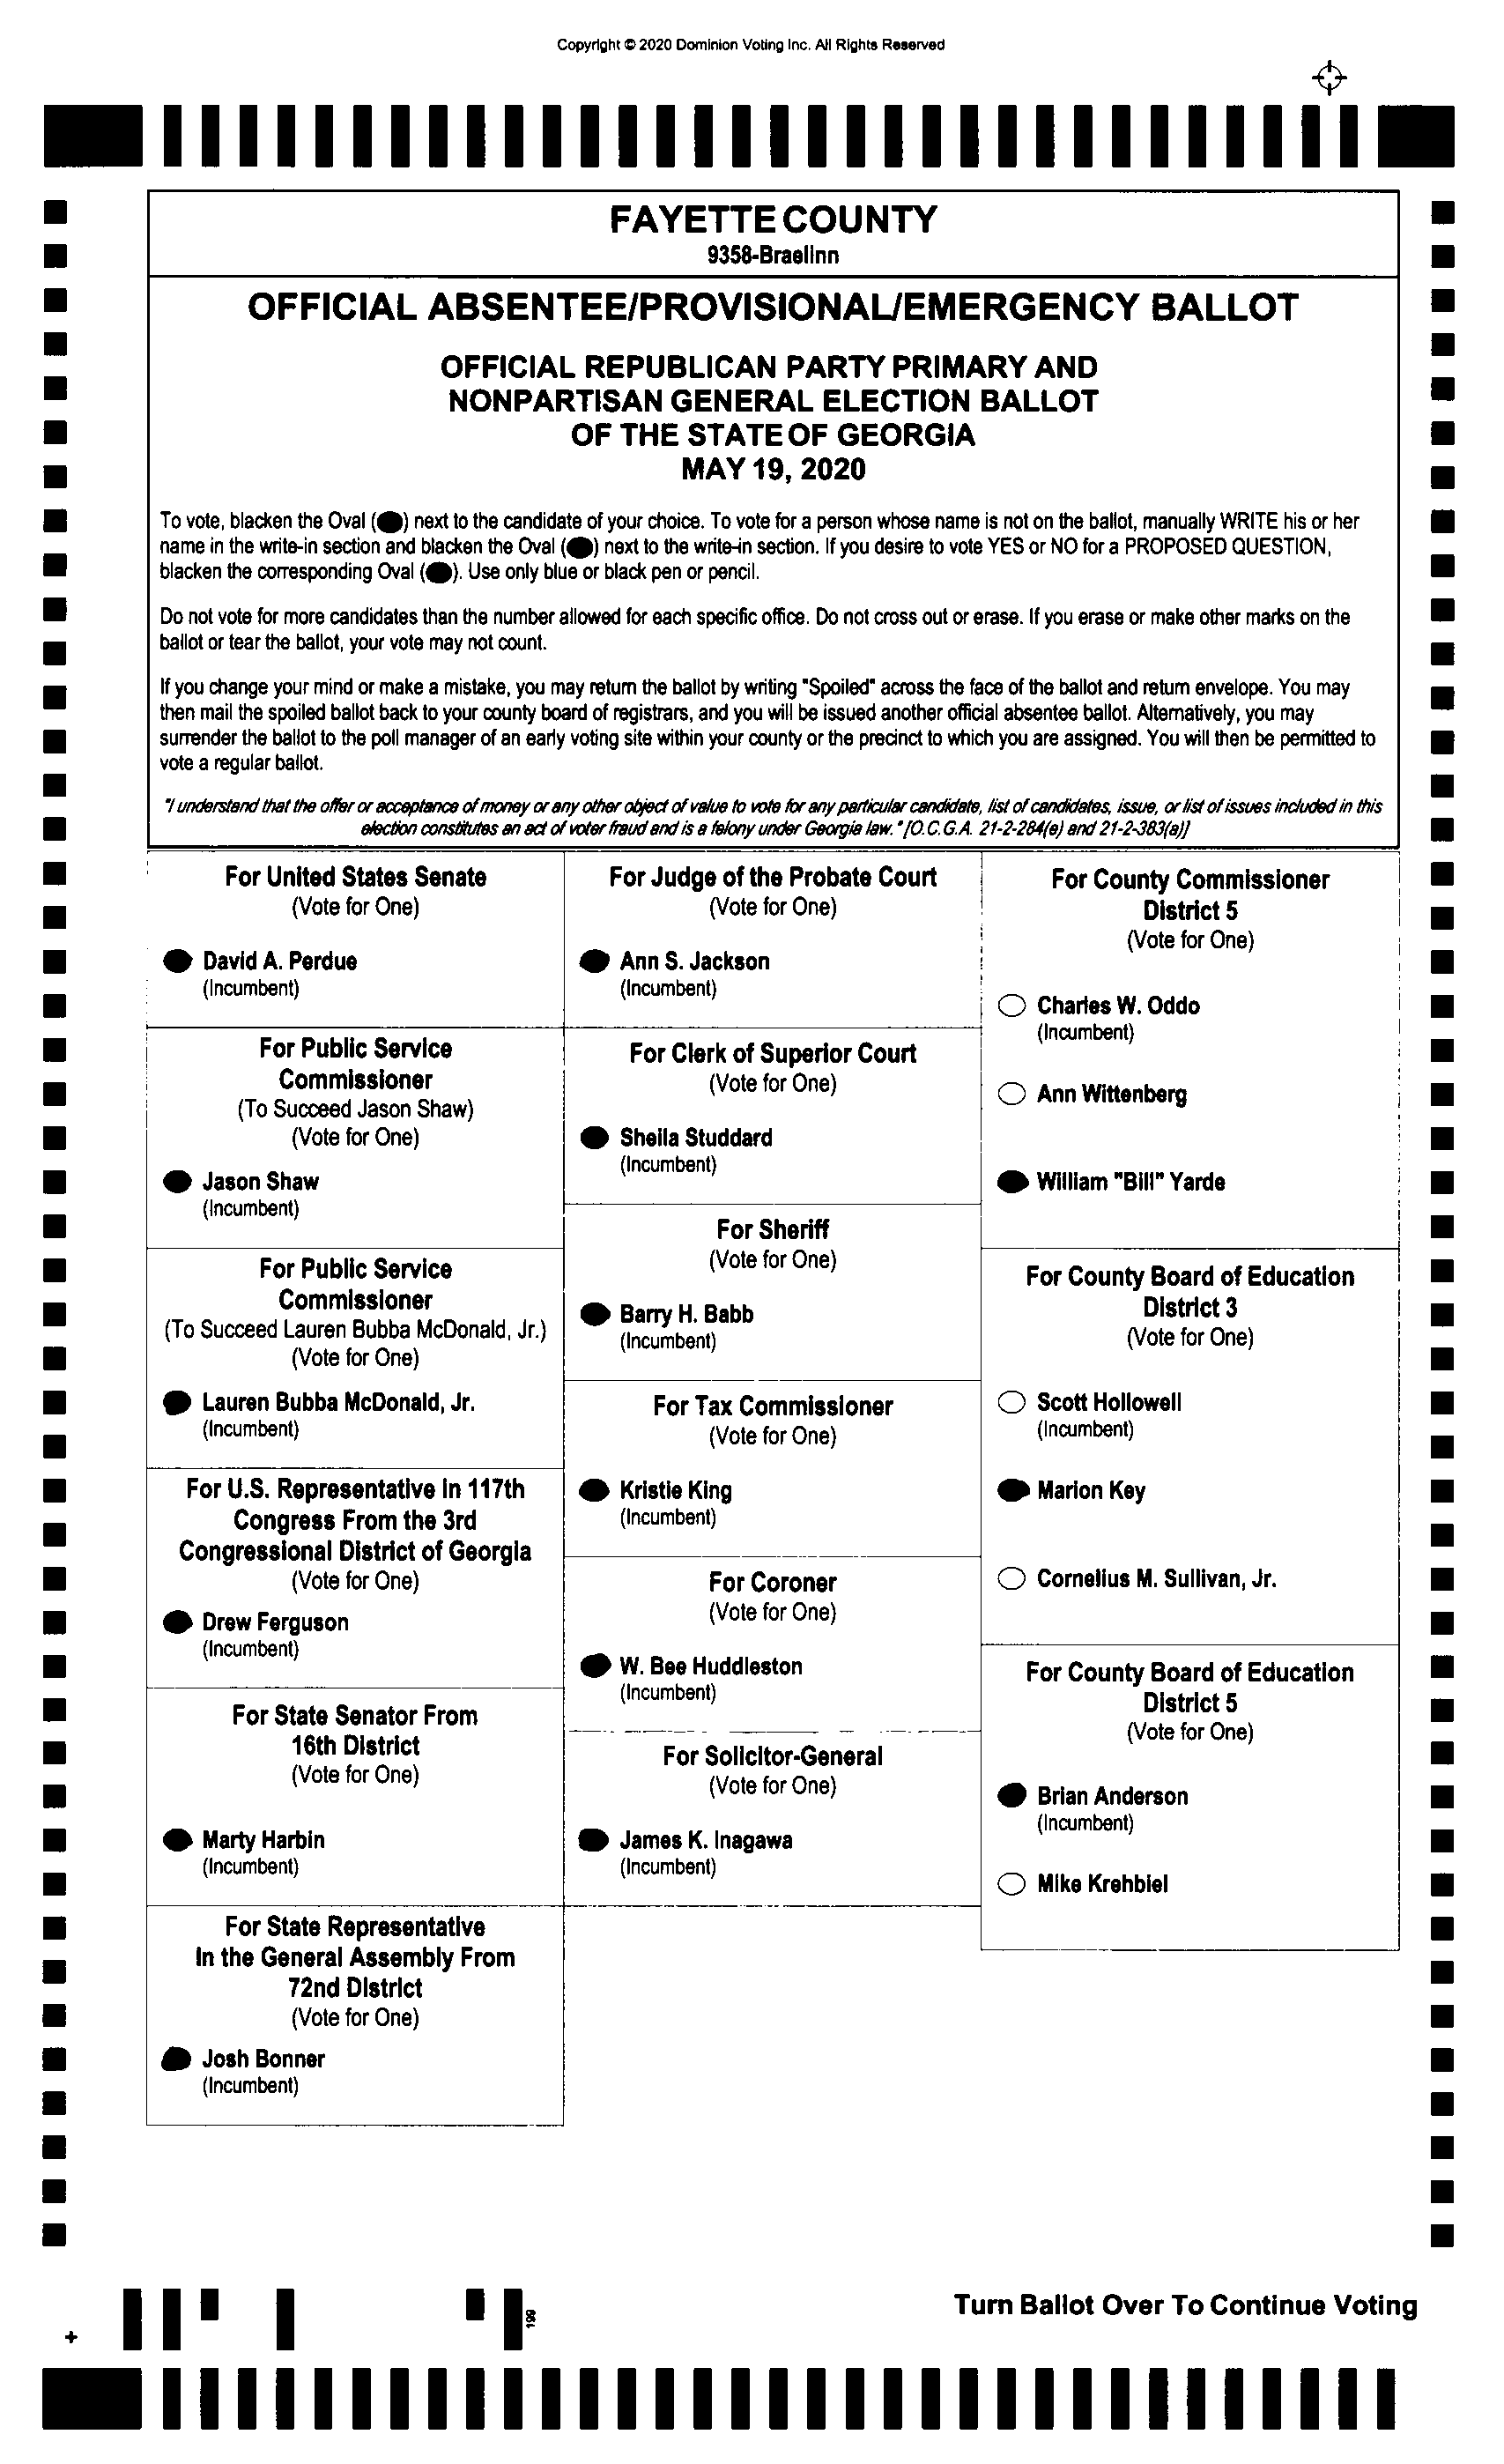 Copyright © 2020 Dominion Voting Inc. All Rights Reserved
FAYETTE COUNTY
9358-Braelinn
OFFICIAL ABSENTEE/PROVISIONAL/EMERGENCY BALLOT
OFFICIAL REPUBLICAN PARTY PRIMARY AND
NONPARTISAN GENERAL ELECTION BALLOT
OF THE STATE OF GEORGIA
MAY 19, 2020
To vote, blacken the Oval (●) next to the candidate of your choice. To vote for a person whose name is not on the ballot, manually WRITE his or her
name in the write-in section and blacken the Oval (●) next to the write-in section. If you desire to vote YES or NO for a PROPOSED QUESTION,
blacken the corresponding Oval (●). Use only blue or black pen or pencil.
Do not vote for more candidates than the number allowed for each specific office. Do not cross out or erase. If you erase or make other marks on the
ballot or tear the ballot, your vote may not count.
If you change your mind or make a mistake, you may return the ballot by writing "Spoiled" across the face of the ballot and return envelope. You may
then mail the spoiled ballot back to your county board of registrars, and you will be issued another official absentee ballot. Alternatively, you may
surrender the ballot to the poll manager of an early voting site within your county or the precinct to which you are assigned. You will then be permitted to
vote a regular ballot.
"I understand that the offer or acceptance of money or any other object of value to vote for any particular candidate, list of candidates, issue, or list of issues included in this
election constitutes an act of voter fraud and is a felony under Georgia law." [O.C.G.A. 21-2-284(e) and 21-2-383(a)]
For United States Senate
(Vote for One)
David A. Perdue
(Incumbent)
For Public Service
Commissioner
(To Succeed Jason Shaw)
(Vote for One)
Jason Shaw
(Incumbent)
For Public Service
Commissioner
(To Succeed Lauren Bubba McDonald, Jr.)
(Vote for One)
Lauren Bubba McDonald, Jr.
(Incumbent)
For U.S. Representative in 117th
Congress From the 3rd
Congressional District of Georgia
(Vote for One)
Drew Ferguson
(Incumbent)
For State Senator From
16th District
(Vote for One)
Marty Harbin
(Incumbent)
For State Representative
In the General Assembly From
72nd District
(Vote for One)
Josh Bonner
(Incumbent)
For Judge of the Probate Court
(Vote for One)
Ann S. Jackson
(Incumbent)
For Clerk of Superior Court
(Vote for One)
Sheila Studdard
(Incumbent)
For Sheriff
(Vote for One)
Barry H. Babb
(Incumbent)
For Tax Commissioner
(Vote for One)
Kristie King
(Incumbent)
For Coroner
(Vote for One)
W. Bee Huddleston
(Incumbent)
For Solicitor-General
(Vote for One)
James K. Inagawa
(Incumbent)
For County Commissioner
District 5
(Vote for One)
Charles W. Oddo
(Incumbent)
Ann Wittenberg
William "Bill" Yarde
For County Board of Education
District 3
(Vote for One)
Scott Hollowell
(Incumbent)
Marion Key
Cornelius M. Sullivan, Jr.
For County Board of Education
District 5
(Vote for One)
Brian Anderson
(Incumbent)
Mike Krehbiel
Turn Ballot Over To Continue Voting
+